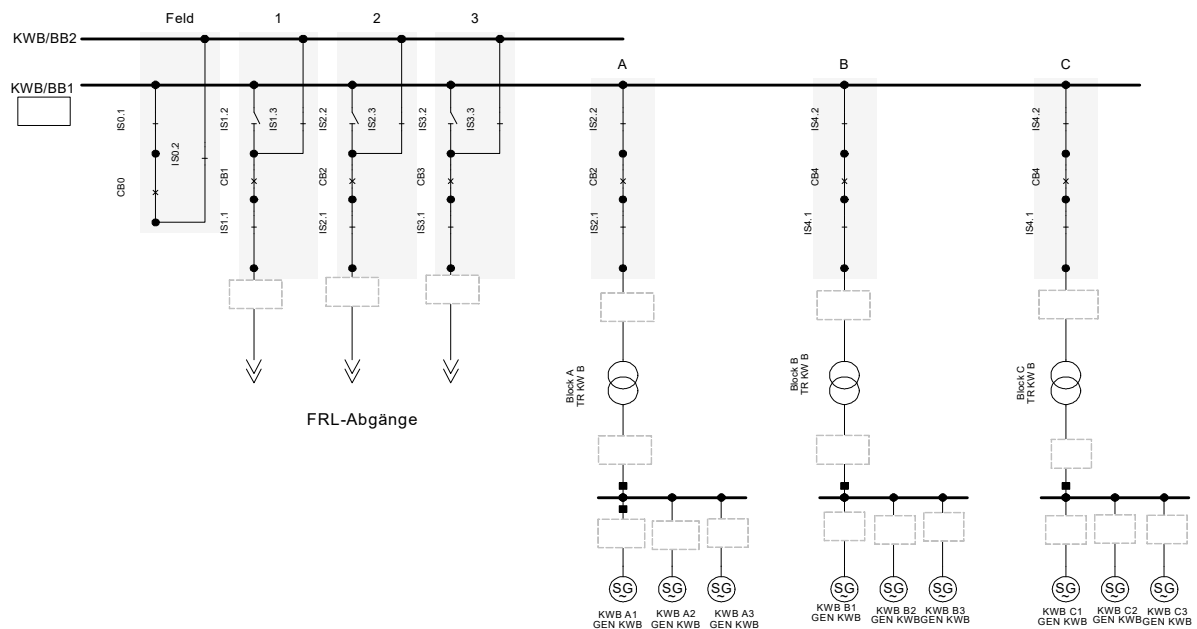 Feld 1 2 3
KWB/BB2
A B C
KWB/BB1
IS0.1
IS0.2
CB0
IS1.2
IS1.3
CB1
IS1.1
IS2.2
IS2.3
CB2
IS2.1
IS3.2
IS3.3
CB3
IS3.1
IS2.2
CB2
IS2.1
IS4.2
CB4
IS4.1
IS4.2
CB4
IS4.1
FRL-Abgänge
Block A
TR KW B
Block B
TR KW B
Block C
TR KW B
SG
~
SG
~
SG
~
SG
~
SG
~
SG
~
SG
~
SG
~
SG
~
KWB A1
GEN KWB
KWB A2
GEN KWB
KWB A3
GEN KWB
KWB B1
GEN KWB
KWB B2
GEN KWB
KWB B3
GEN KWB
KWB C1
GEN KWB
KWB C2
GEN KWB
KWB C3
GEN KWB